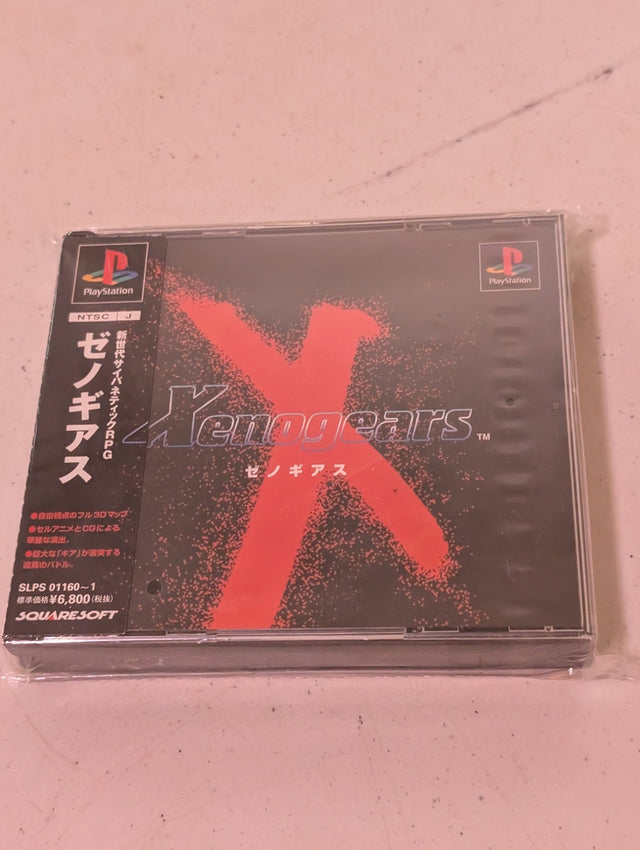 PlayStation
NTSC J
新世代サイバネティックRPG
ゼノギアス
●自由視点のフル3Dマップ
●セルアニメとCGによる
華麗な演出。
●巨大な「ギア」が激突する
迫真のバトル。
SLPS 01160~1
標準価格¥6,800(税抜)
SQUARESOFT
PlayStation
Xenogears™
ゼノギアス